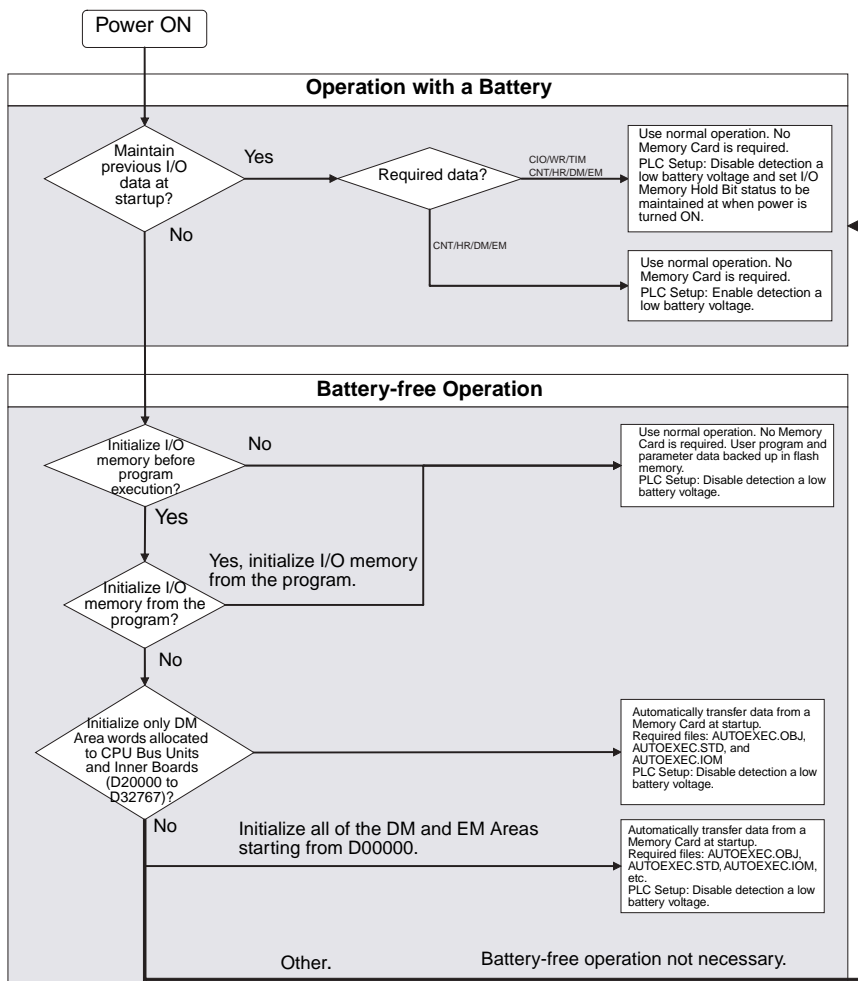 Power ON
Operation with a Battery
Maintain
previous I/O
data at
startup?
Yes
No
Required data?
CIO/WR/TIM
CNT/HR/DM/EM
CNT/HR/DM/EM
Use normal operation. No
Memory Card is required.
PLC Setup: Disable detection a
low battery voltage and set I/O
Memory Hold Bit status to be
maintained at when power is
turned ON.
Use normal operation. No
Memory Card is required.
PLC Setup: Enable detection a
low battery voltage.
Battery-free Operation
Initialize I/O
memory before
program
execution?
No
Yes
Use normal operation. No Memory
Card is required. User program and
parameter data backed up in flash
memory.
PLC Setup: Disable detection a low
battery voltage.
Yes, initialize I/O memory
from the program.
Initialize I/O
memory from the
program?
No
Initialize only DM
Area words allocated
to CPU Bus Units
and Inner Boards
(D20000 to
D32767)?
No
Automatically transfer data from a
Memory Card at startup.
Required files: AUTOEXEC.OBJ,
AUTOEXEC.STD, and
AUTOEXEC.IOM
PLC Setup: Disable detection a low
battery voltage.
Initialize all of the DM and EM Areas
starting from D00000.
Automatically transfer data from a
Memory Card at startup.
Required files: AUTOEXEC.OBJ,
AUTOEXEC.STD, AUTOEXEC.IOM,
etc.
PLC Setup: Disable detection a low
battery voltage.
Other.
Battery-free operation not necessary.